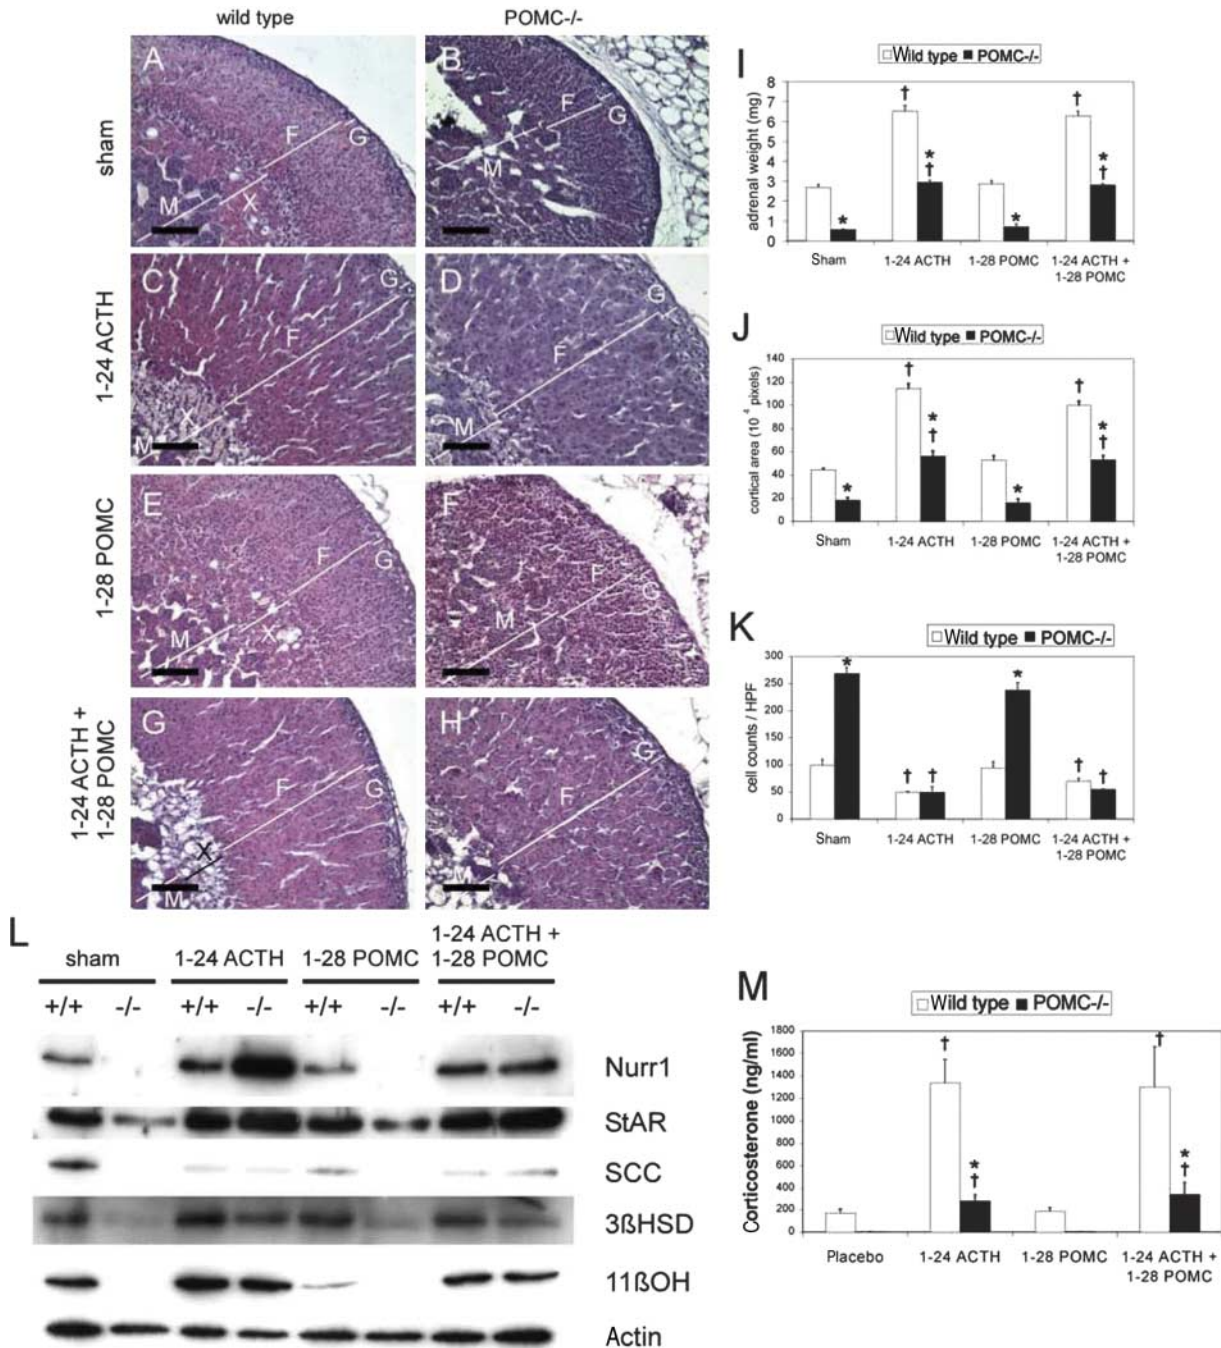 wild type
POMC-/-
sham
A
F
G
M
X
B
F
G
M
1-24 ACTH
C
G
F
X
M
D
G
F
M
1-28 POMC
E
F
G
X
M
F
F
G
M
1-24 ACTH +
1-28 POMC
G
F
G
X
M
H
G
F
M
I
Wild type POMC-/-
adrenal weight (mg)
8
7
6
5
4
3
2
1
0
†
*
†
*
†
*
*
†
Sham 1-24 ACTH 1-28 POMC 1-24 ACTH +
1-28 POMC
J
Wild type POMC-/-
cortical area (10⁻⁴ pixels)
140
120
100
80
60
40
20
0
*
†
*
†
*
†
*
†
Sham 1-24 ACTH 1-28 POMC 1-24 ACTH +
1-28 POMC
K
Wild type POMC-/-
cell counts / HPF
300
250
200
150
100
50
0
*
†
†
*
†
†
Sham 1-24 ACTH 1-28 POMC 1-24 ACTH +
1-28 POMC
L
sham 1-24 ACTH 1-28 POMC 1-24 ACTH +
1-28 POMC
+/+ -/- +/+ -/- +/+ -/- +/+ -/-
Nurr1
StAR
SCC
3ßHSD
11ßOH
Actin
M
Wild type POMC-/-
Corticosterone (ng/ml)
1800
1600
1400
1200
1000
800
600
400
200
0
†
*
†
†
*
†
Placebo 1-24 ACTH 1-28 POMC 1-24 ACTH +
1-28 POMC